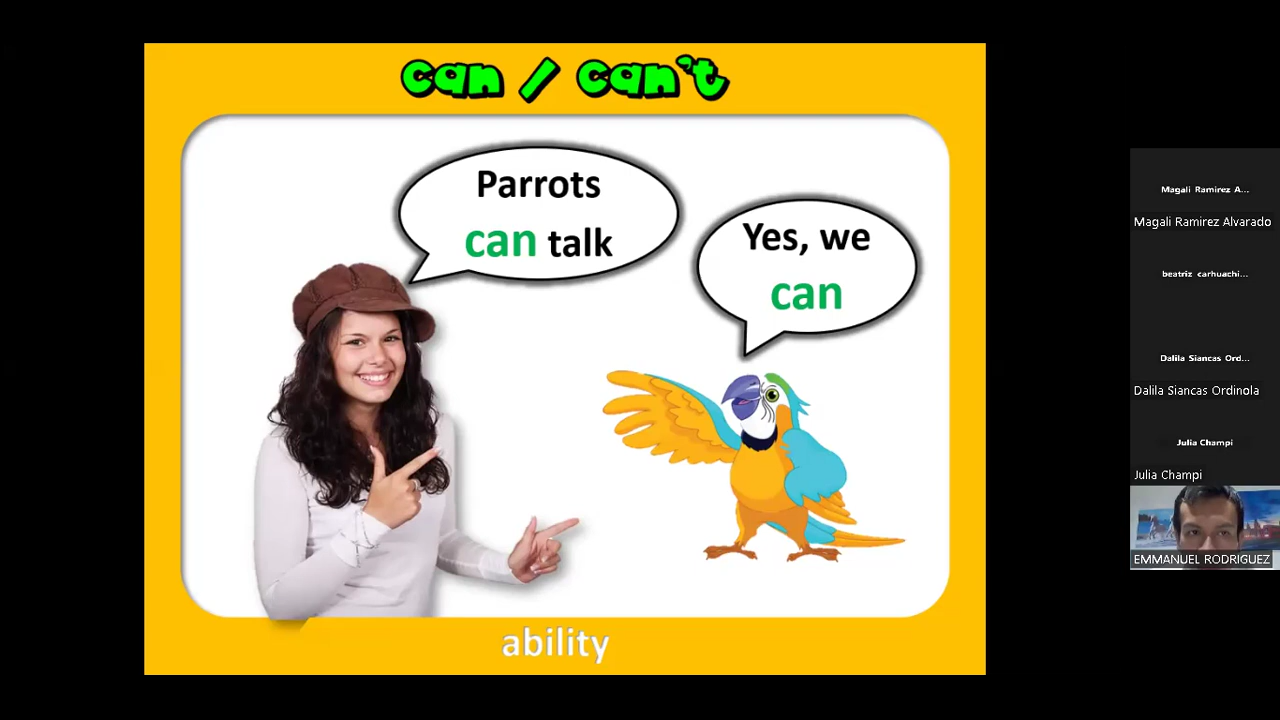 can / can't
Parrots
can talk
Yes, we
can
ability
Magali Ramirez A...
Magali Ramirez Alvarado
beatriz carhuachi...
Dalila Siancas Ord...
Dalila Siancas Ordinola
Julia Champi
Julia Champi
EMMANUEL RODRIGUEZ